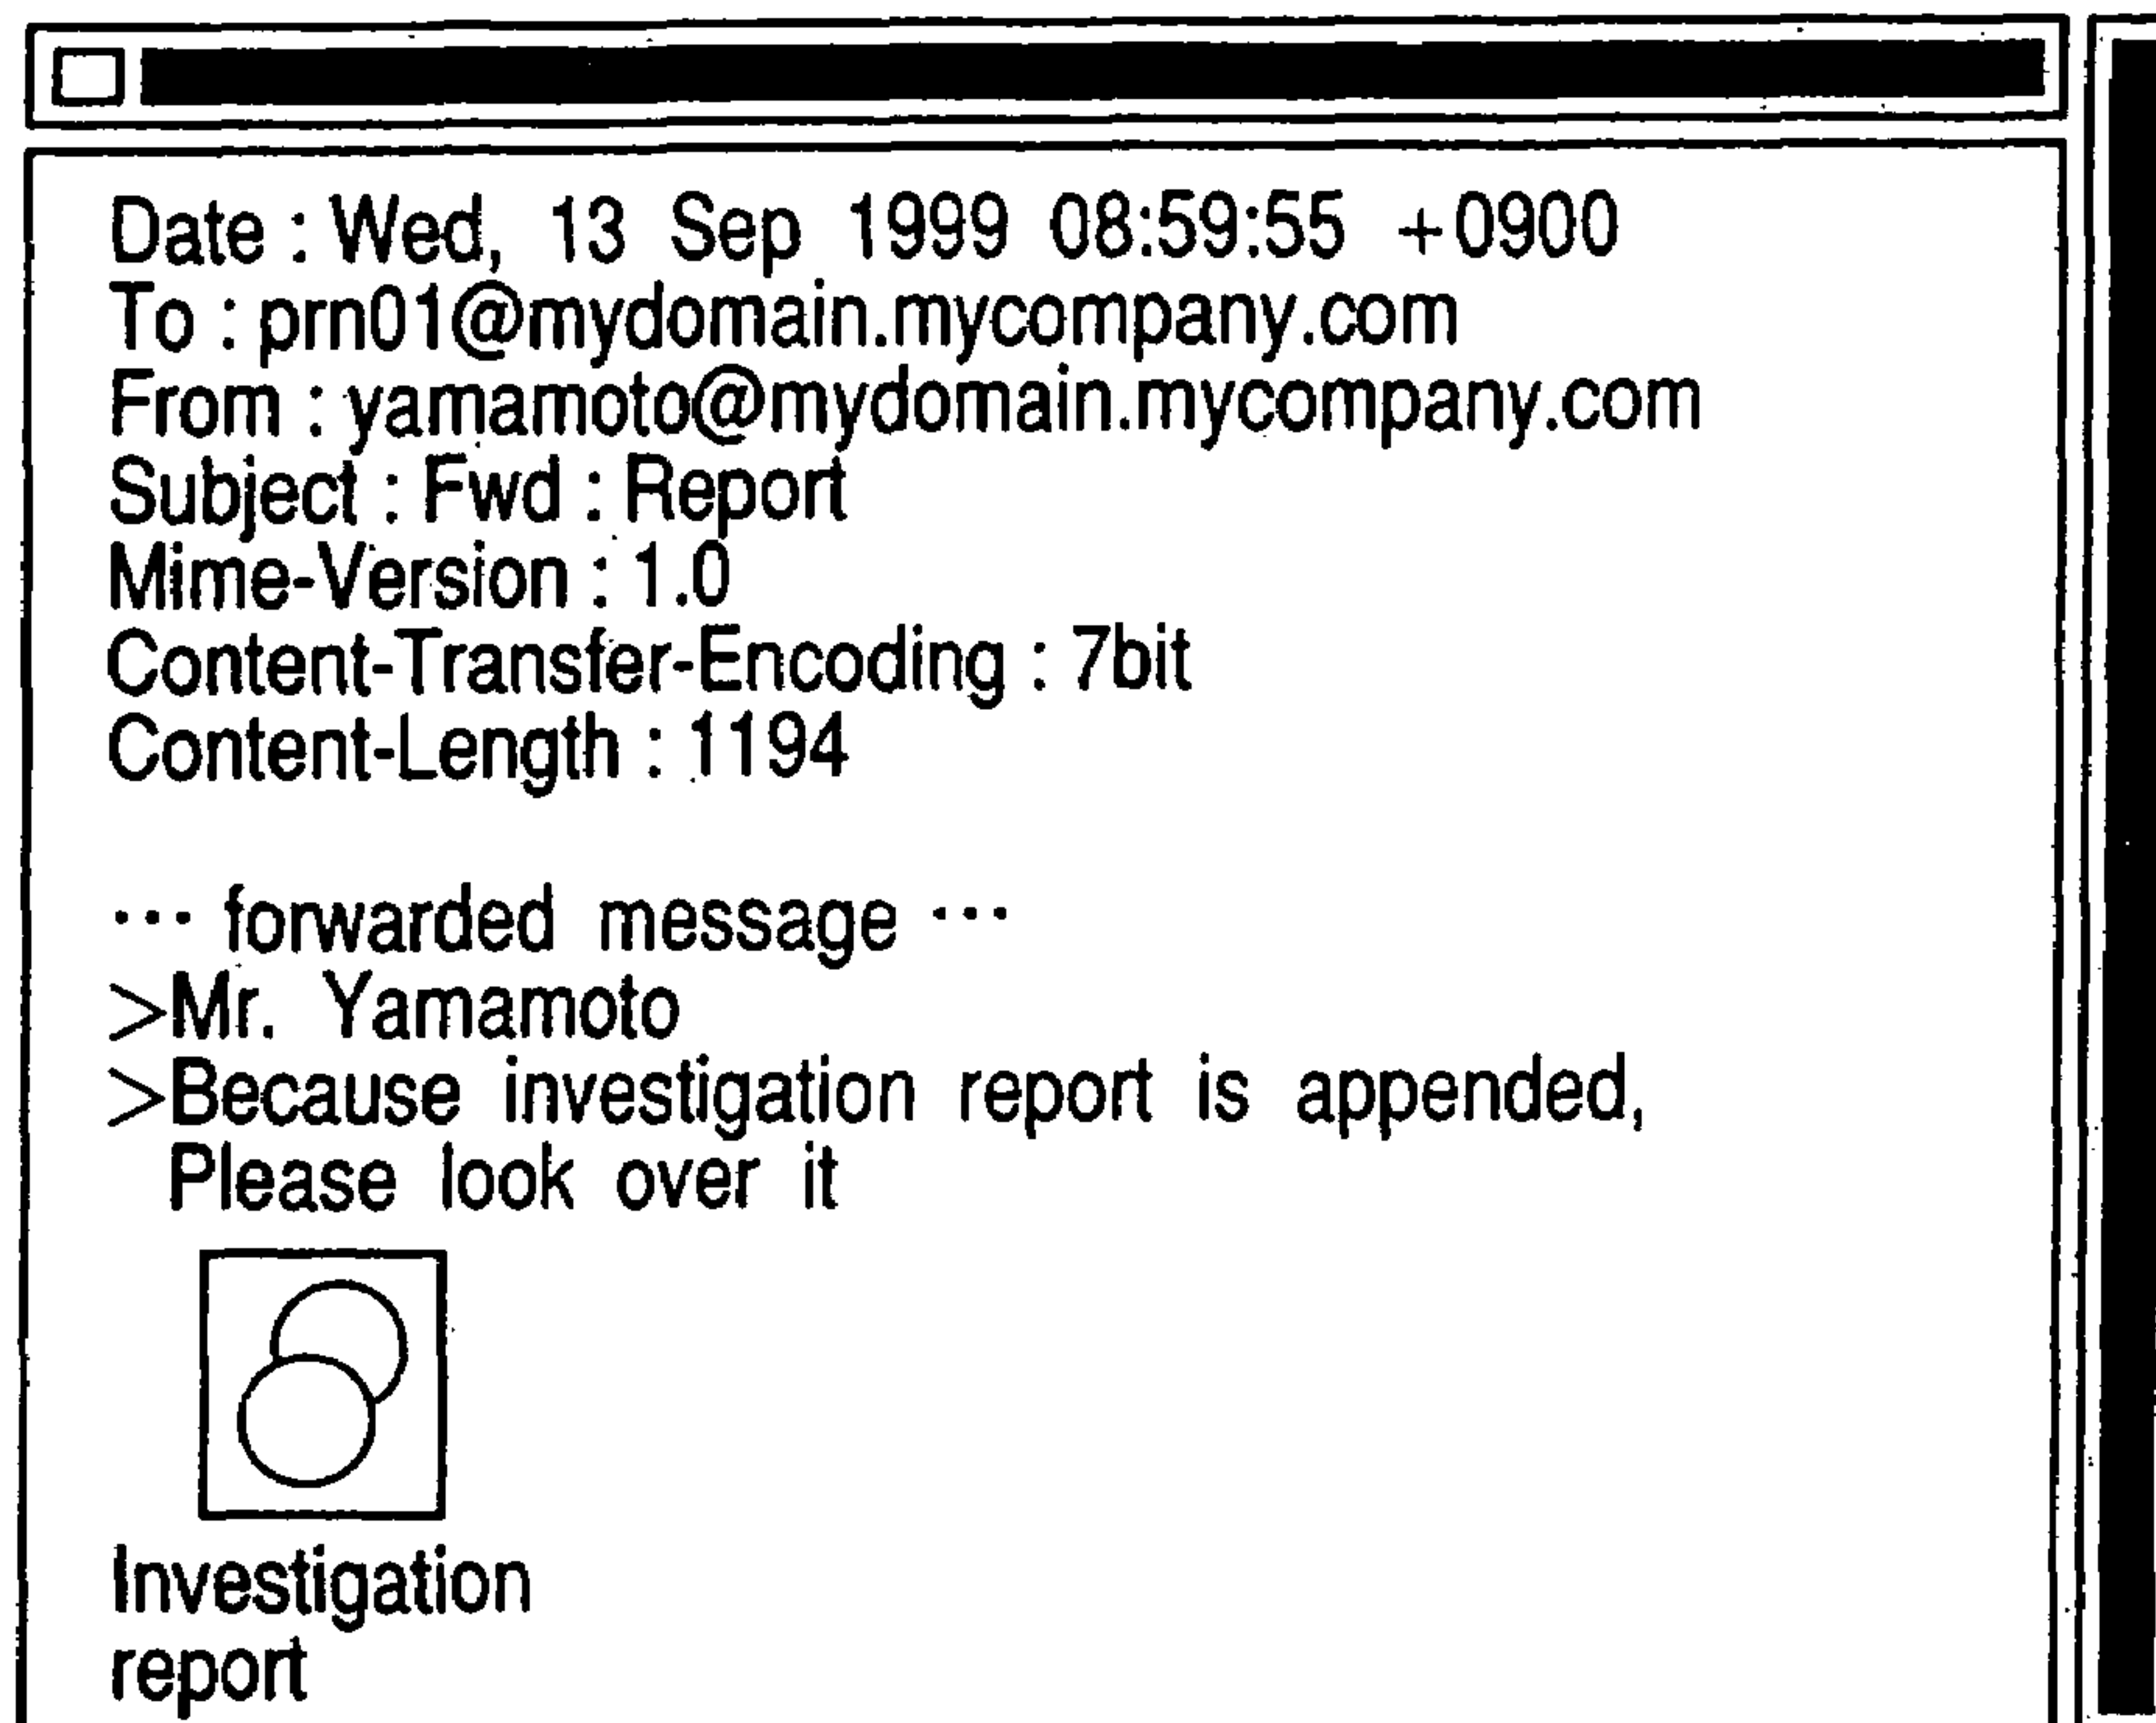 Date : Wed, 13 Sep 1999 08:59:55 +0900
To : prn01@mydomain.mycompany.com
From : yamamoto@mydomain.mycompany.com
Subject : Fwd : Report
Mime-Version : 1.0
Content-Transfer-Encoding : 7bit
Content-Length : 1194
··· forwarded message ···
>Mr. Yamamoto
>Because investigation report is appended,
Please look over it
Investigation
report